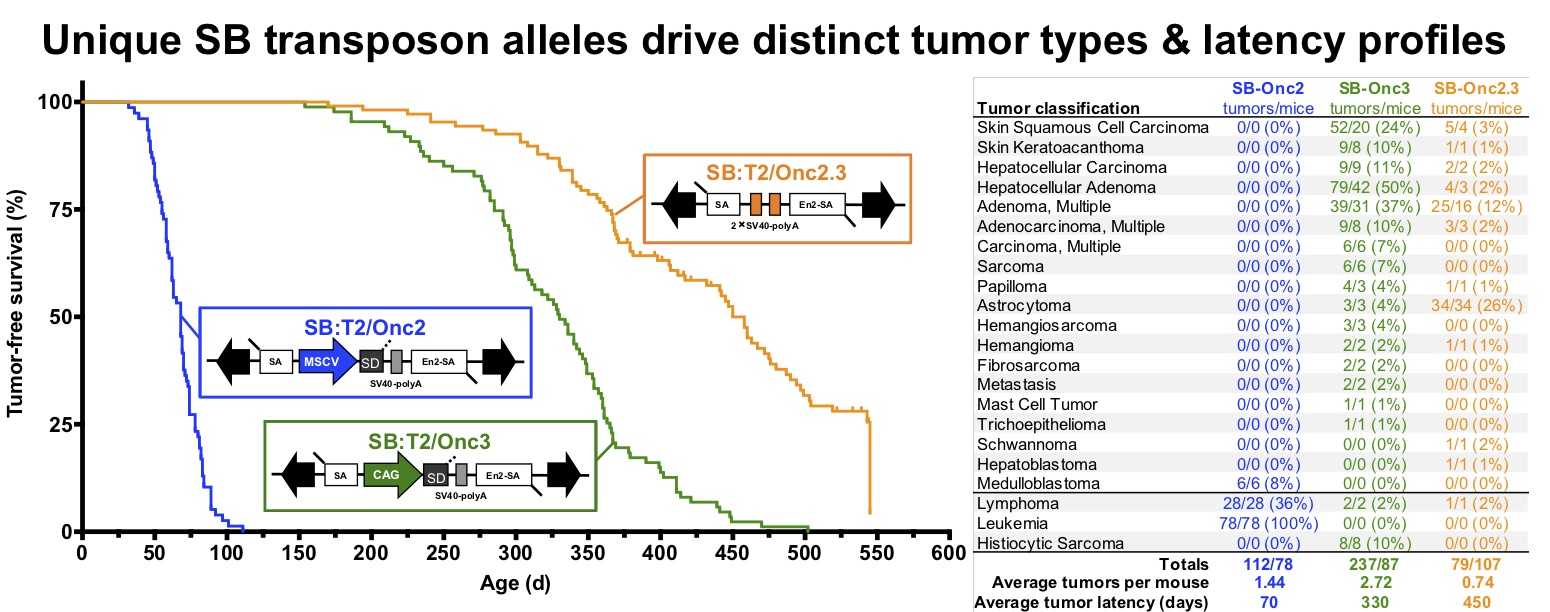 Unique SB transposon alleles drive distinct tumor types & latency profiles
Tumor-free survival (%)
100
75
50
25
0
0 50 100 150 200 250 300 350 400 450 500 550 600
Age (d)
SB:T2/Onc2.3
SA En2-SA
2 × SV40-polyA
SB:T2/Onc2
SA MSCV SD En2-SA
SV40-polyA
SB:T2/Onc3
SA CAG SD En2-SA
SV40-polyA
SB-Onc2 SB-Onc3 SB-Onc2.3
Tumor classification tumors/mice tumors/mice tumors/mice
Skin Squamous Cell Carcinoma 0/0 (0%) 52/20 (24%) 5/4 (3%)
Skin Keratoacanthoma 0/0 (0%) 9/8 (10%) 1/1 (1%)
Hepatocellular Carcinoma 0/0 (0%) 9/9 (11%) 2/2 (2%)
Hepatocellular Adenoma 0/0 (0%) 79/42 (50%) 4/3 (2%)
Adenoma, Multiple 0/0 (0%) 39/31 (37%) 25/16 (12%)
Adenocarcinoma, Multiple 0/0 (0%) 9/8 (10%) 3/3 (2%)
Carcinoma, Multiple 0/0 (0%) 6/6 (7%) 0/0 (0%)
Sarcoma 0/0 (0%) 6/6 (7%) 0/0 (0%)
Papilloma 0/0 (0%) 4/3 (4%) 1/1 (1%)
Astrocytoma 0/0 (0%) 3/3 (4%) 34/34 (26%)
Hemangiosarcoma 0/0 (0%) 3/3 (4%) 0/0 (0%)
Hemangioma 0/0 (0%) 2/2 (2%) 1/1 (1%)
Fibrosarcoma 0/0 (0%) 2/2 (2%) 0/0 (0%)
Metastasis 0/0 (0%) 2/2 (2%) 0/0 (0%)
Mast Cell Tumor 0/0 (0%) 1/1 (1%) 0/0 (0%)
Trichoepithelioma 0/0 (0%) 1/1 (1%) 0/0 (0%)
Schwannoma 0/0 (0%) 0/0 (0%) 1/1 (2%)
Hepatoblastoma 0/0 (0%) 0/0 (0%) 1/1 (1%)
Medulloblastoma 6/6 (8%) 0/0 (0%) 0/0 (0%)
Lymphoma 28/28 (36%) 2/2 (2%) 1/1 (2%)
Leukemia 78/78 (100%) 0/0 (0%) 0/0 (0%)
Histiocytic Sarcoma 0/0 (0%) 8/8 (10%) 0/0 (0%)
Totals 112/78 237/87 79/107
Average tumors per mouse 1.44 2.72 0.74
Average tumor latency (days) 70 330 450